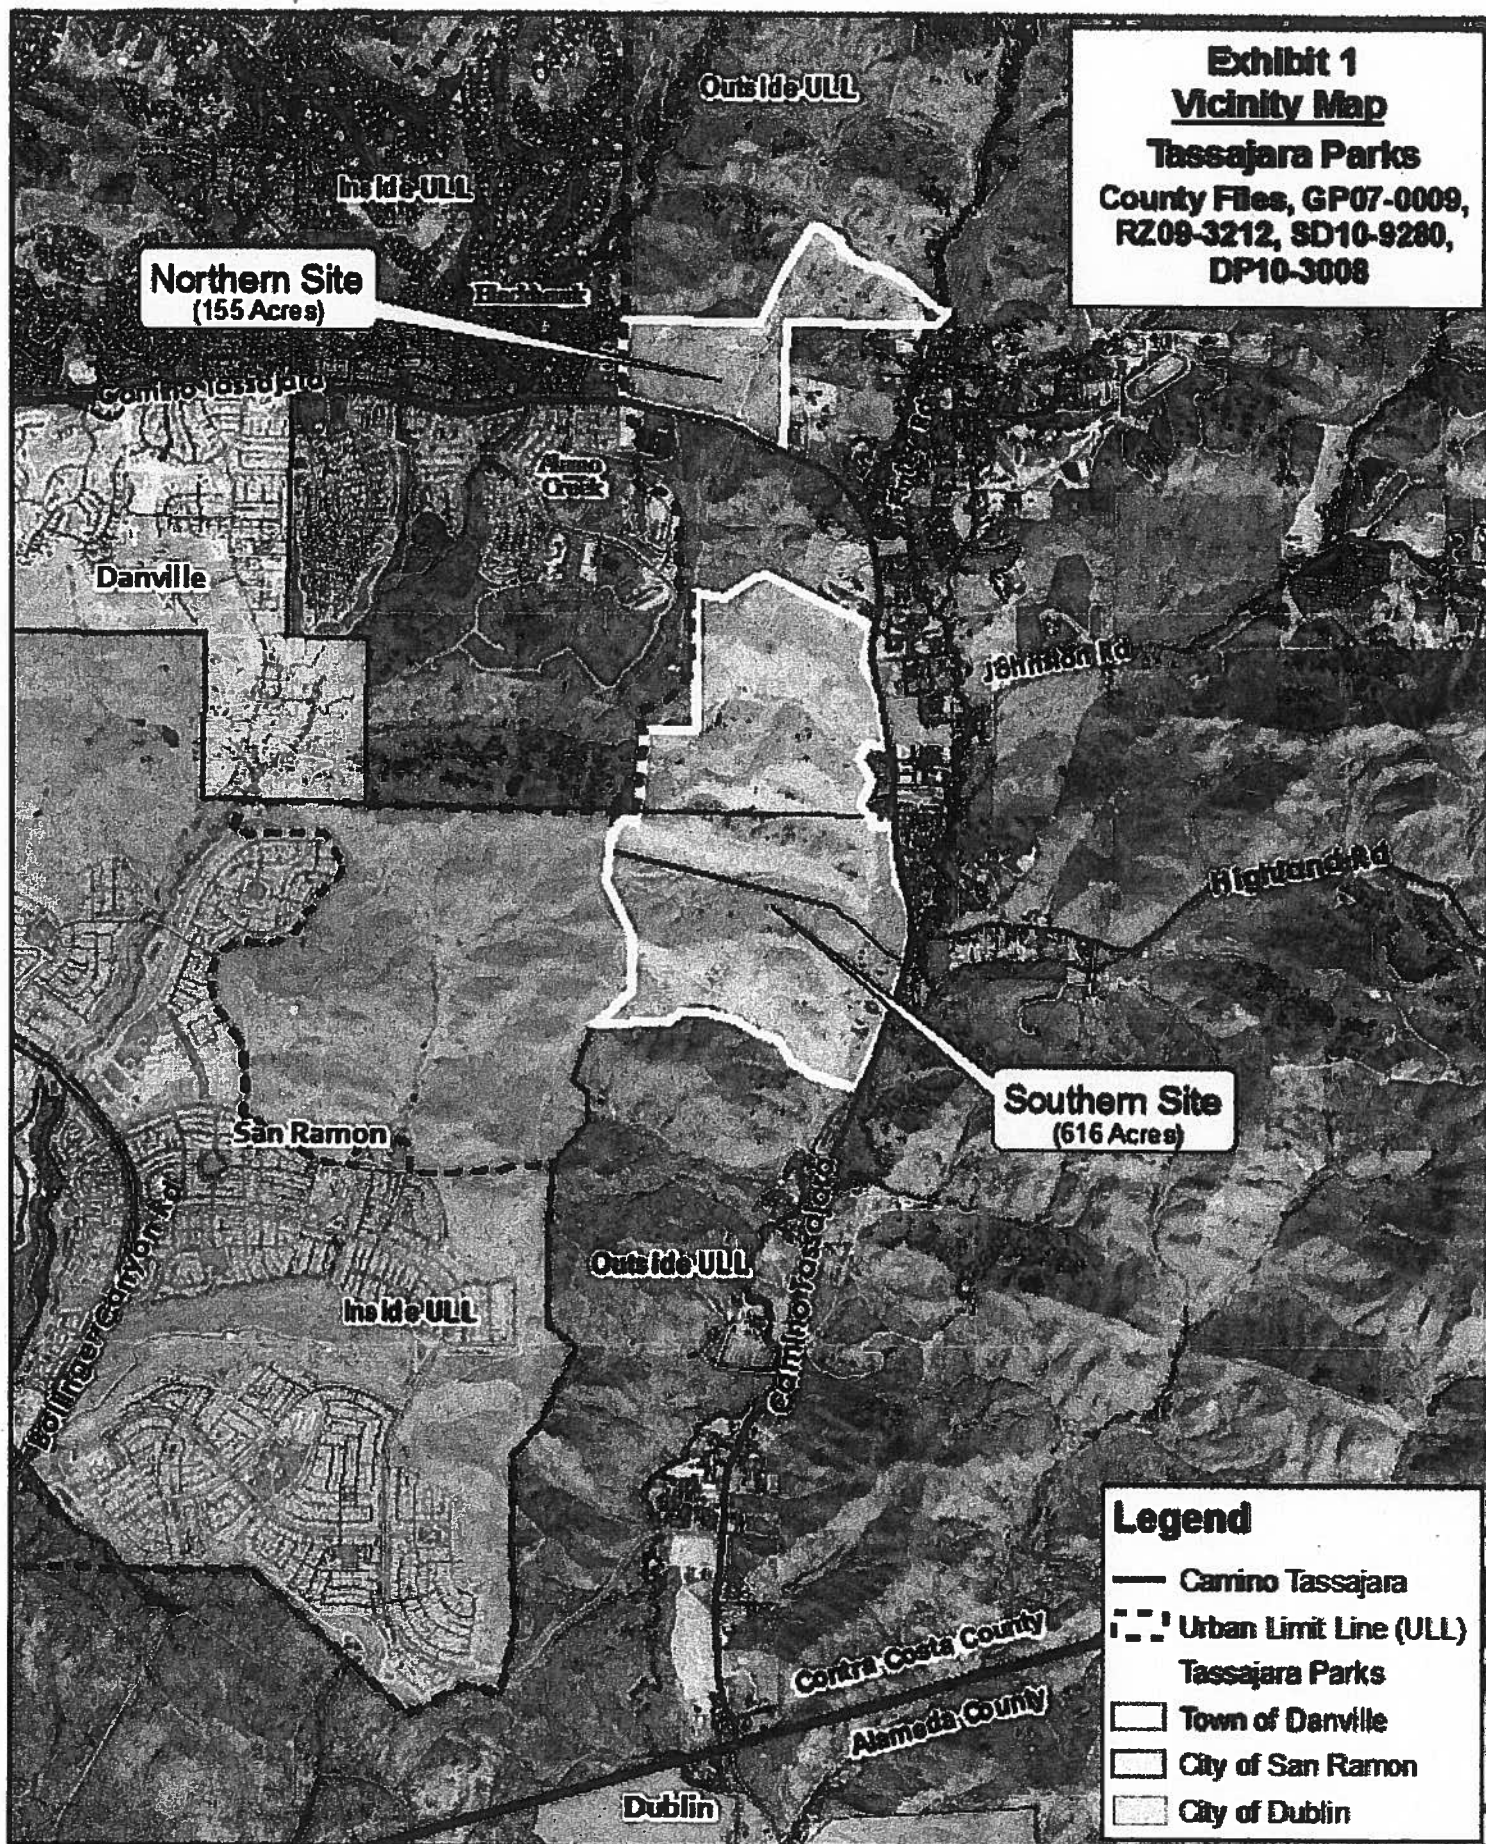 Exhibit 1
Vicinity Map
Tassajara Parks
County Files, GP07-0009,
RZ09-3212, SD10-9280,
DP10-3008
Outside ULL
Inside ULL
Northern Site
(155 Acres)
Blackhawk
Camino Tassajara
Alamo
Creek
Danville
Johnston Rd
Highland Rd
Southern Site
(616 Acres)
San Ramon
Bollinger Canyon Rd
Camino Tassajara
Outside ULL
Inside ULL
Contra Costa County
Alameda County
Dublin
Legend
Camino Tassajara
Urban Limit Line (ULL)
Tassajara Parks
Town of Danville
City of San Ramon
City of Dublin